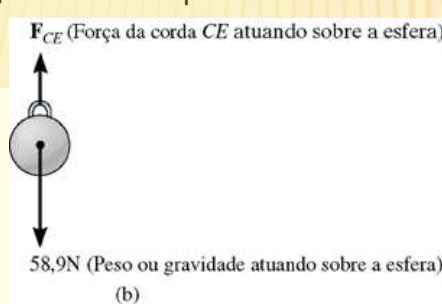 F_CE (Força da corda CE atuando sobre a esfera)
58,9N (Peso ou gravidade atuando sobre a esfera)
(b)